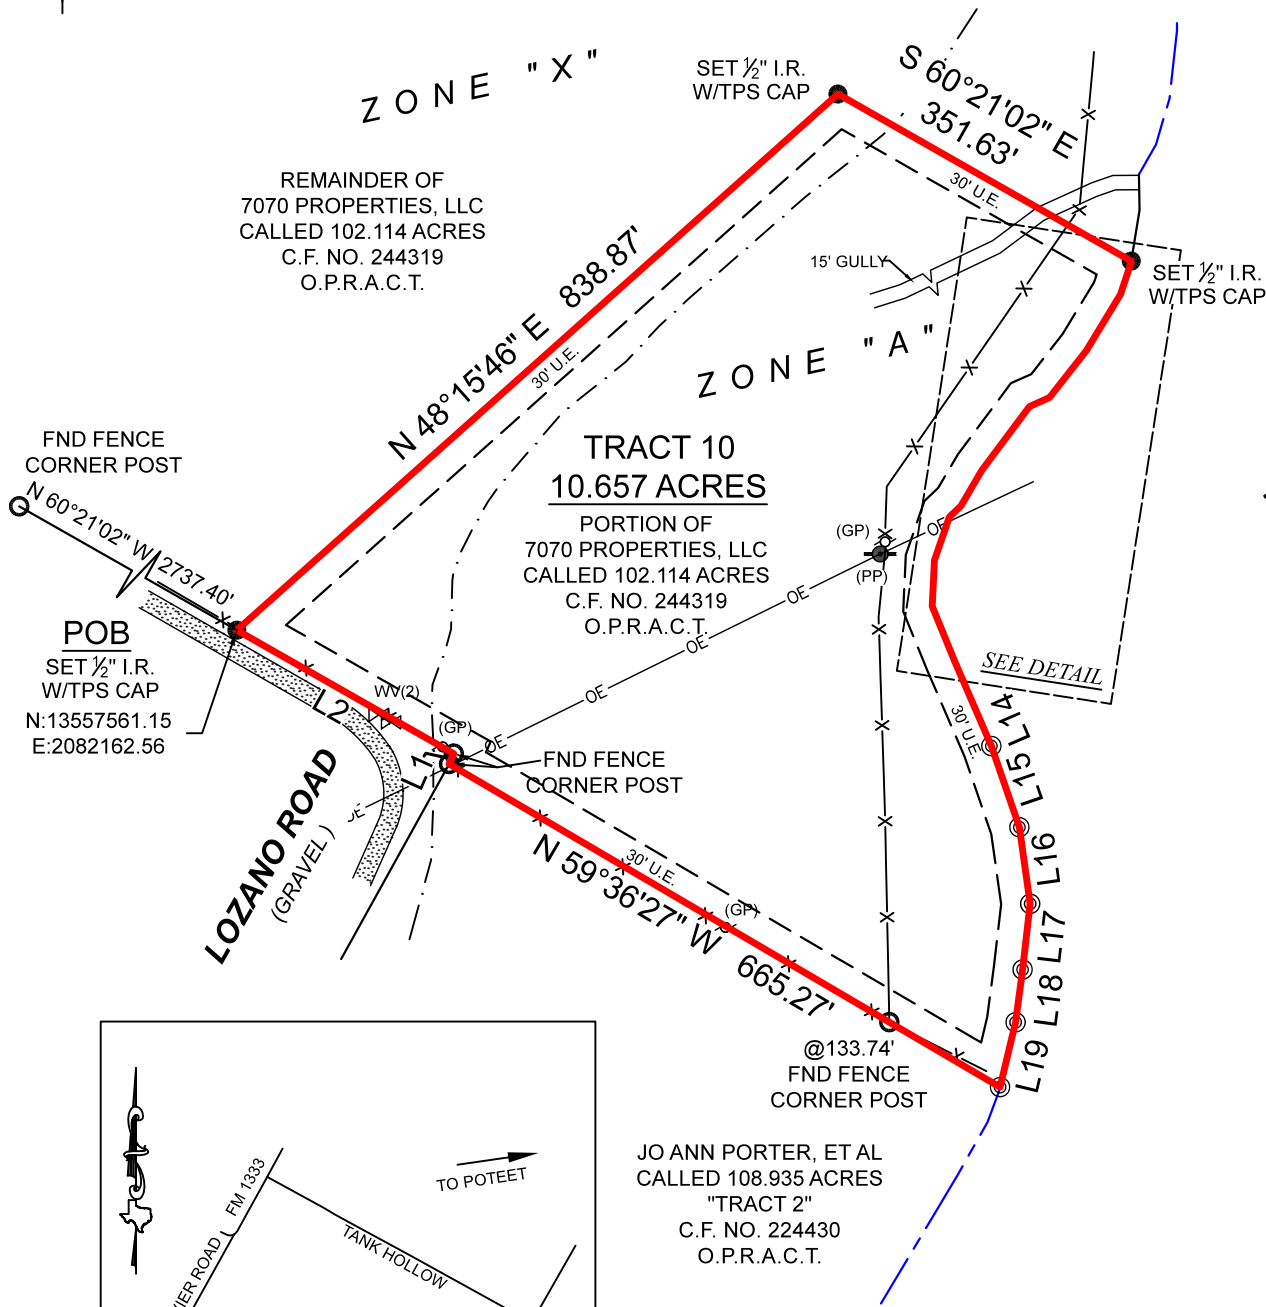 ZONE "X"
SET ½" I.R.
W/TPS CAP
S 60°21'02" E
351.63'
REMAINDER OF
7070 PROPERTIES, LLC
CALLED 102.114 ACRES
C.F. NO. 244319
O.P.R.A.C.T.
30' U.E.
15' GULLY
SET ½" I.R.
W/TPS CAP
N 48°15'46" E 838.87'
30' U.E.
ZONE "A"
FND FENCE
CORNER POST
N 60°21'02" W 2737.40'
TRACT 10
10.657 ACRES
PORTION OF
7070 PROPERTIES, LLC
CALLED 102.114 ACRES
C.F. NO. 244319
O.P.R.A.C.T.
(GP)
(PP)
OE
OE
OE
OE
OE
OE
POB
SET ½" I.R.
W/TPS CAP
N:13557561.15
E:2082162.56
SEE DETAIL
L2
WV(2)
(GP)
L1
FND FENCE
CORNER POST
30' U.E.
L14
L15
L16
L17
L18
L19
LOZANO ROAD
(GRAVEL)
30' U.E.
(GP)
N 59°36'27" W 665.27'
@133.74'
FND FENCE
CORNER POST
JO ANN PORTER, ET AL
CALLED 108.935 ACRES
"TRACT 2"
C.F. NO. 224430
O.P.R.A.C.T.
TO POTEET
FM 1333
TANK HOLLOW
ROAD